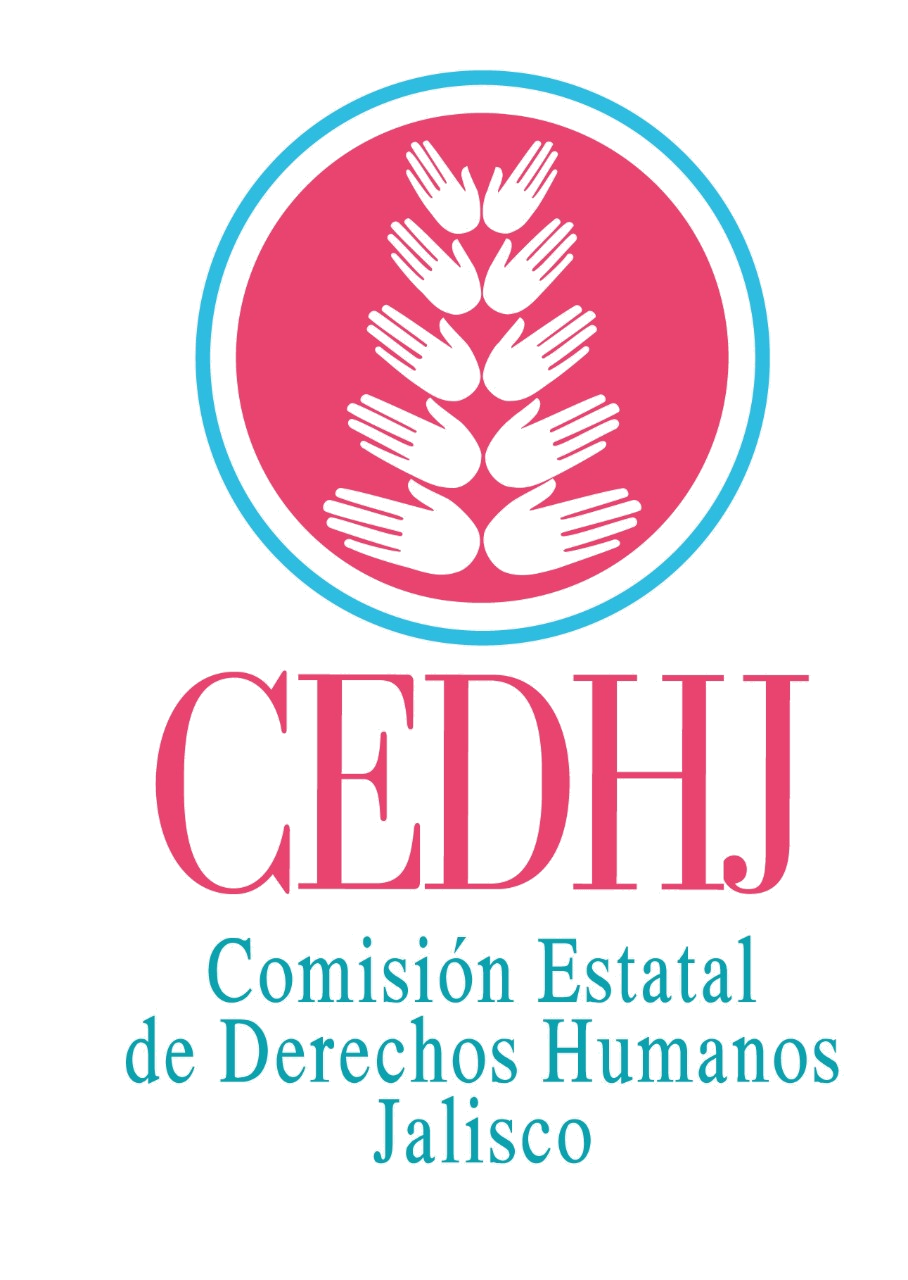 CEDHJ
Comisión Estatal
de Derechos Humanos
Jalisco